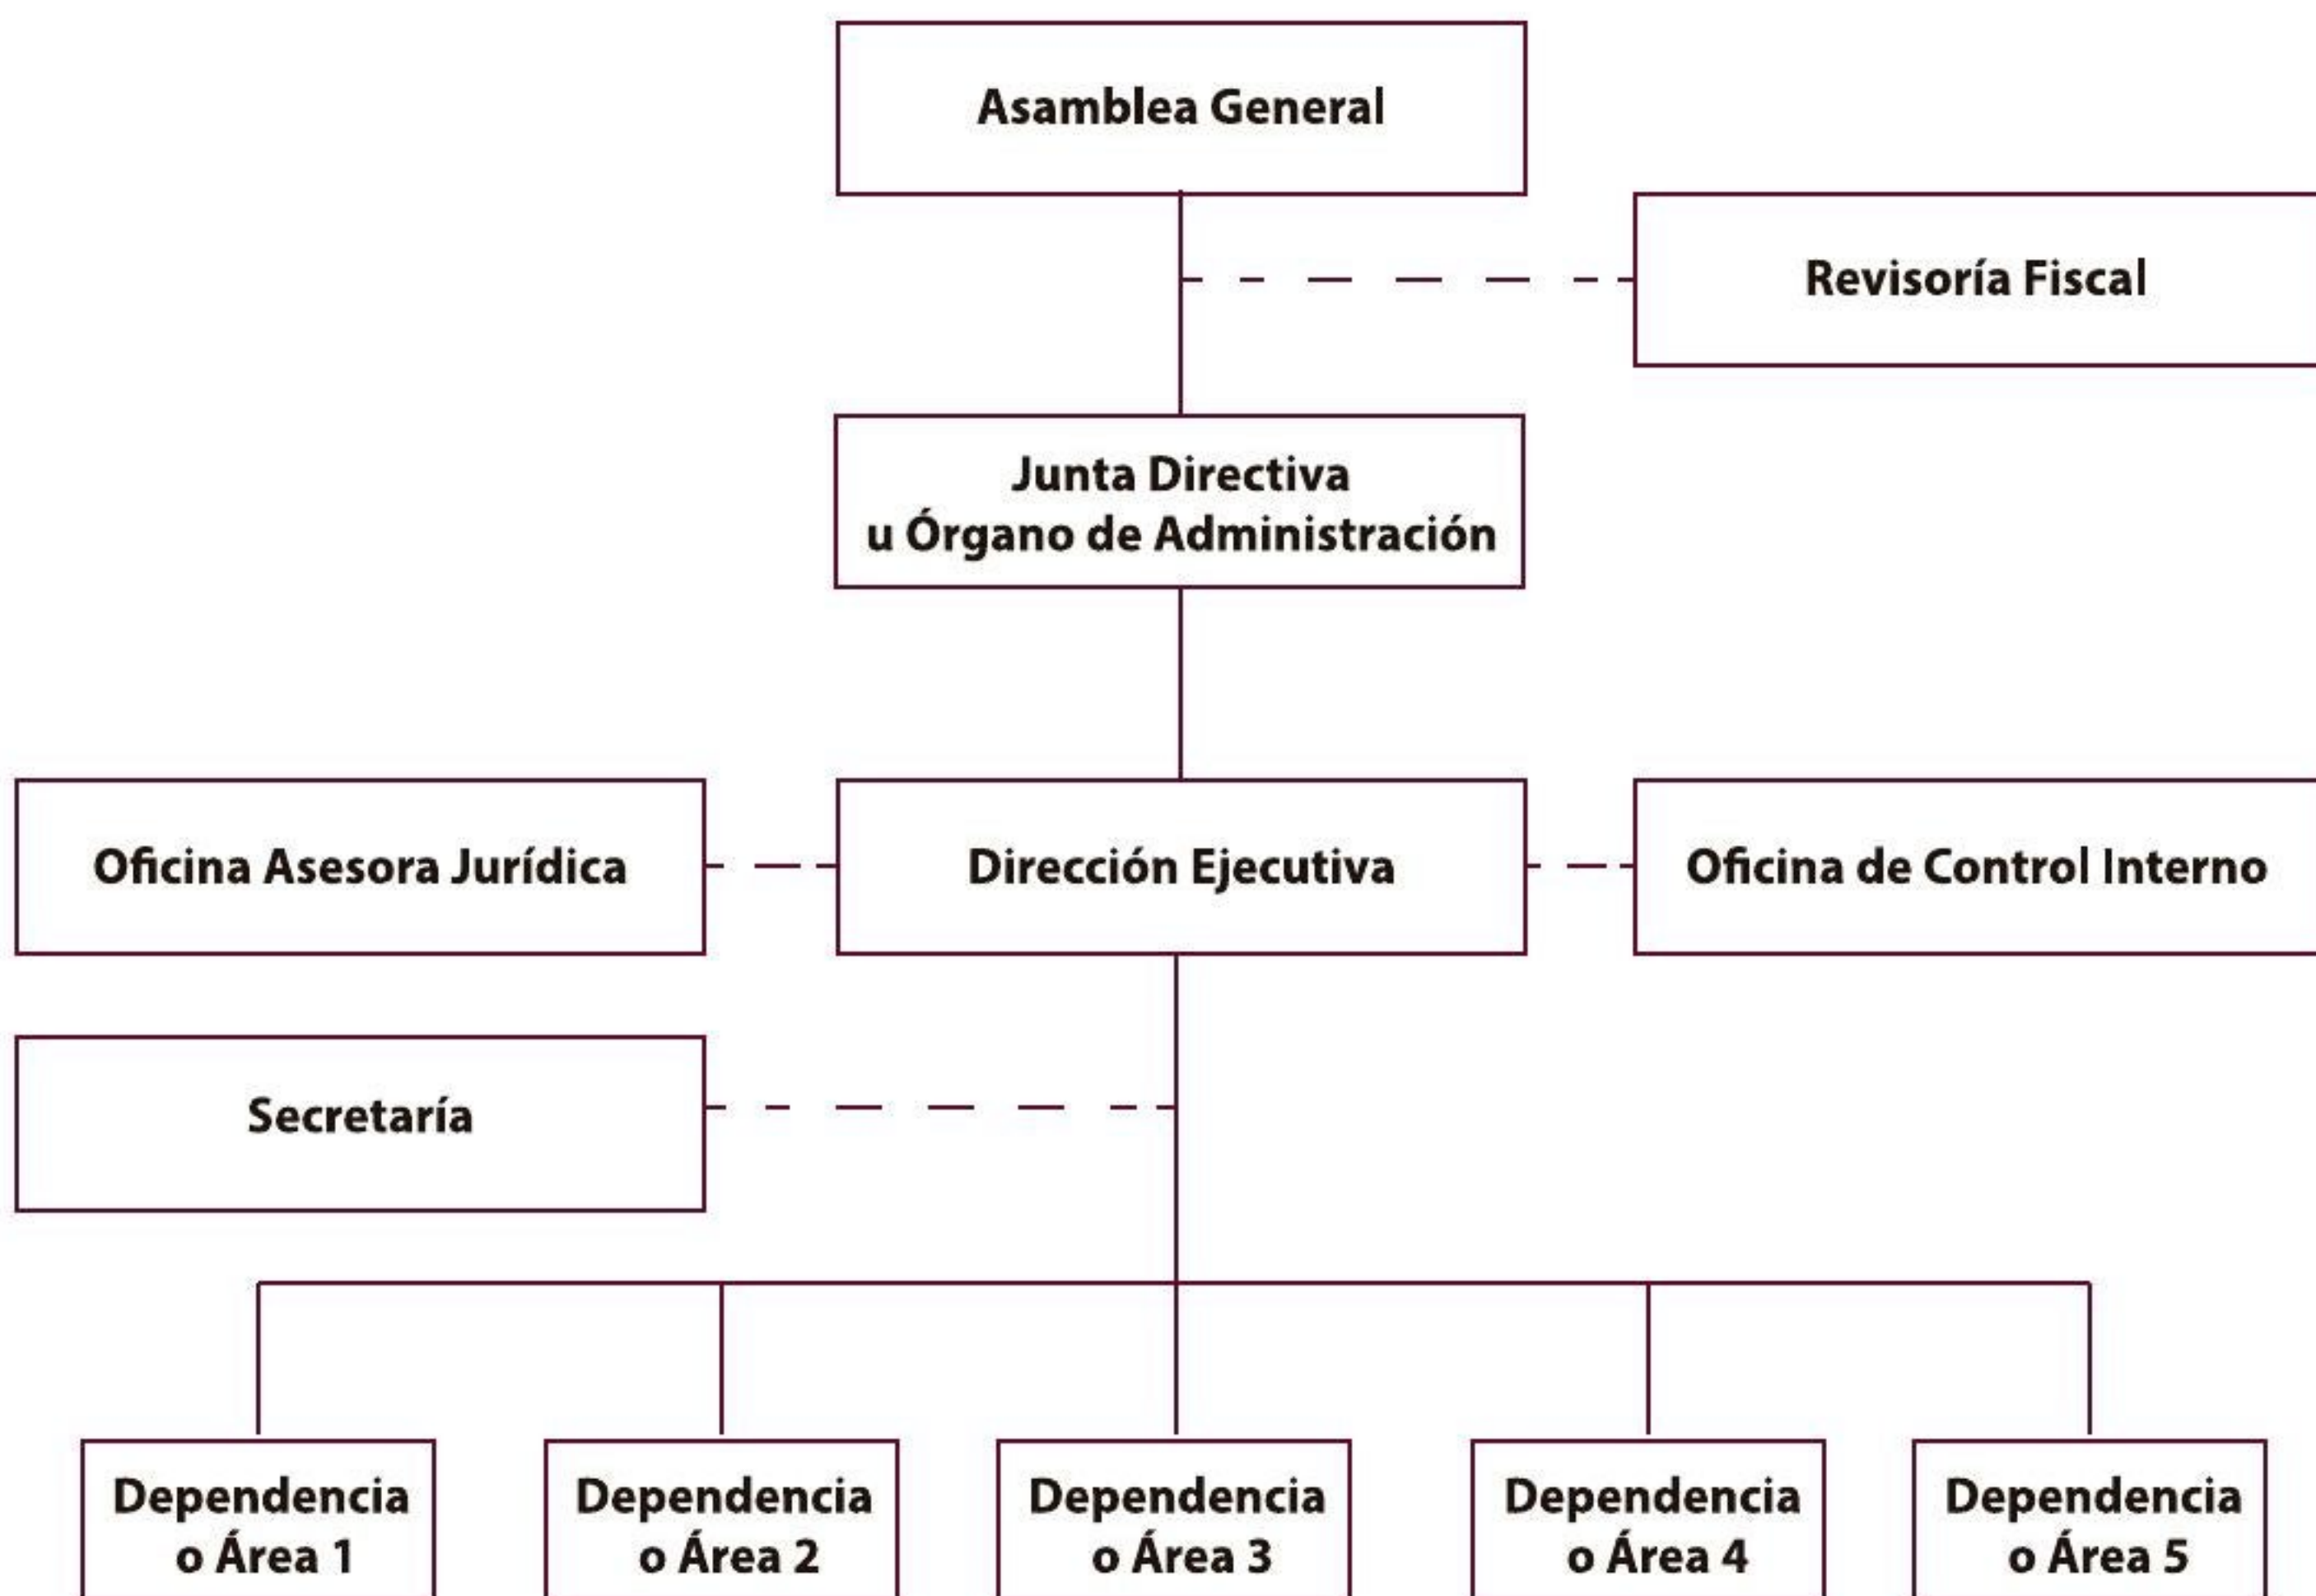 Asamblea General
Revisoría Fiscal
Junta Directiva
u Órgano de Administración
Oficina Asesora Jurídica
Dirección Ejecutiva
Oficina de Control Interno
Secretaría
Dependencia
o Área 1
Dependencia
o Área 2
Dependencia
o Área 3
Dependencia
o Área 4
Dependencia
o Área 5